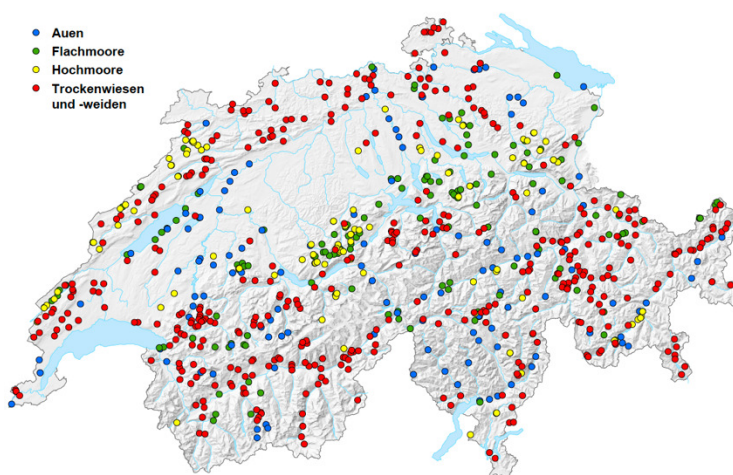 Auen
Flachmoore
Hochmoore
Trockenwiesen
und -weiden